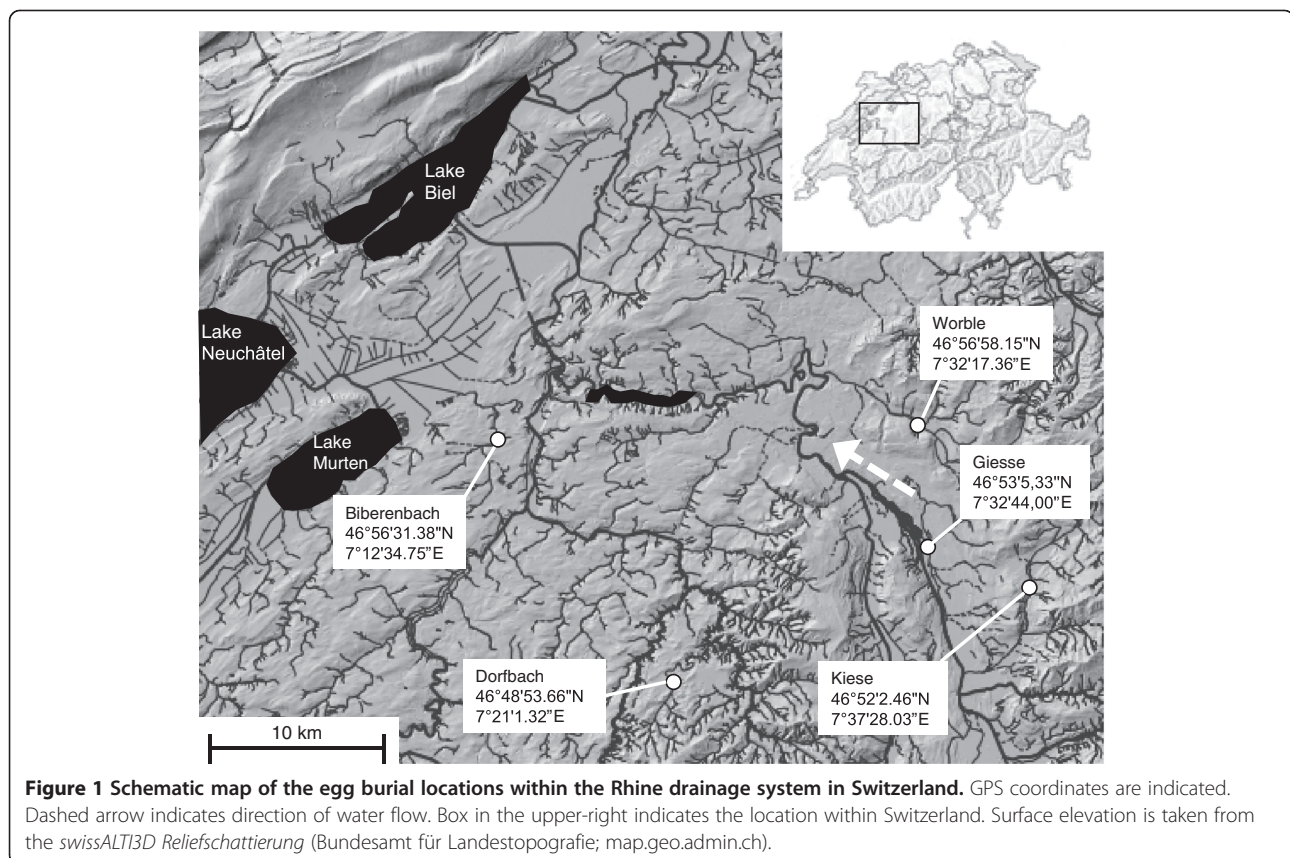 Lake
Biel
Lake
Neuchâtel
Lake
Murten
Worble
46°56'58.15"N
7°32'17.36”E
Giesse
46°53'5,33"N
7°32'44,00”E
Biberenbach
46°56'31.38"N
7°12'34.75”E
Dorfbach
46°48'53.66"N
7°21'1.32”E
Kiese
46°52'2.46"N
7°37'28.03”E
10 km
Figure 1 Schematic map of the egg burial locations within the Rhine drainage system in Switzerland. GPS coordinates are indicated.
Dashed arrow indicates direction of water flow. Box in the upper-right indicates the location within Switzerland. Surface elevation is taken from
the swissALTI3D Reliefschattierung (Bundesamt für Landestopografie; map.geo.admin.ch).